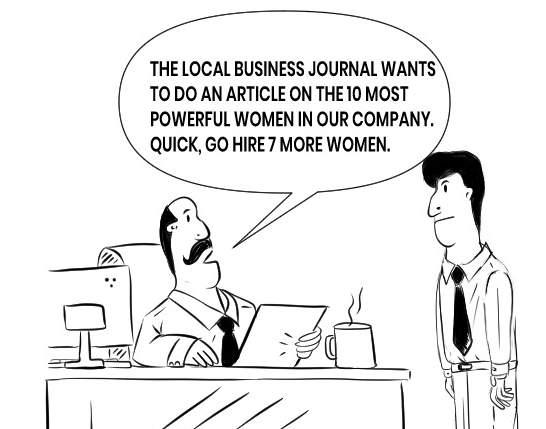 THE LOCAL BUSINESS JOURNAL WANTS
TO DO AN ARTICLE ON THE 10 MOST
POWERFUL WOMEN IN OUR COMPANY.
QUICK, GO HIRE 7 MORE WOMEN.